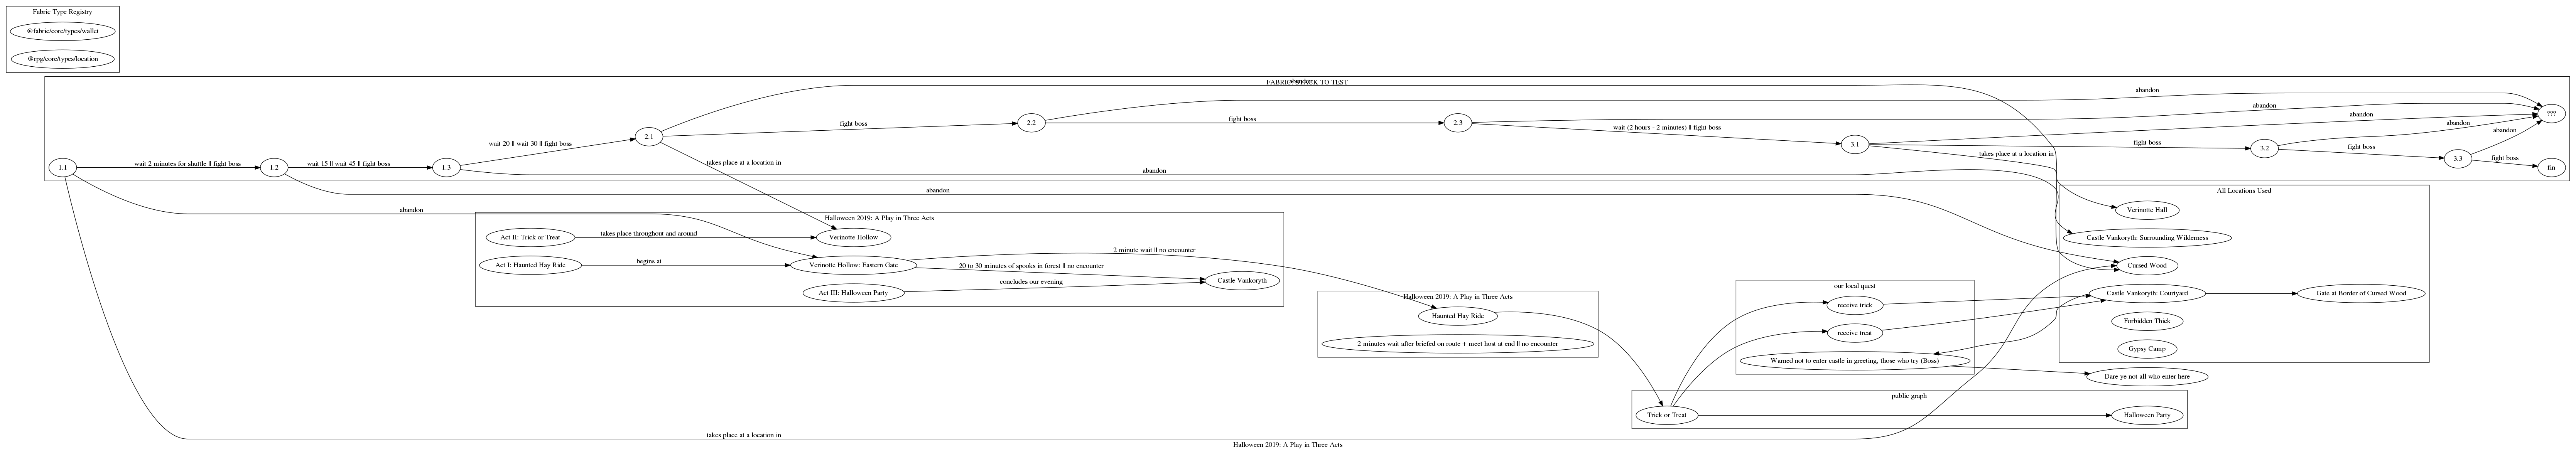 Fabric Type Registry
@fabric/core/types/wallet
@rpg/core/types/location
abandon
abandon
abandon
abandon
???
abandon
fight boss
2.2
fight boss
2.3
wait (2 hours - 2 minutes) || fight boss
abandon
2.1
wait 20 || wait 30 || fight boss
3.1
fight boss
3.2
fight boss
3.3
fight boss
fin
takes place at a location in
takes place at a location in
1.1
wait 2 minutes for shuttle || fight boss
1.2
wait 15 || wait 45 || fight boss
1.3
abandon
abandon
abandon
All Locations Used
Verinotte Hall
Castle Vankoryth: Surrounding Wilderness
Cursed Wood
Castle Vankoryth: Courtyard
Gate at Border of Cursed Wood
Forbidden Thick
Gypsy Camp
Halloween 2019: A Play in Three Acts
Act II: Trick or Treat
takes place throughout and around
Verinotte Hollow
Act I: Haunted Hay Ride
begins at
Verinotte Hollow: Eastern Gate
2 minute wait || no encounter
20 to 30 minutes of spooks in forest || no encounter
Castle Vankoryth
Act III: Halloween Party
concludes our evening
Halloween 2019: A Play in Three Acts
Haunted Hay Ride
2 minutes wait after briefed on route + meet host at end || no encounter
our local quest
receive trick
receive treat
Warned not to enter castle in greeting, those who try (Boss)
Dare ye not all who enter here
public graph
Trick or Treat
Halloween Party
takes place at a location in
Halloween 2019: A Play in Three Acts